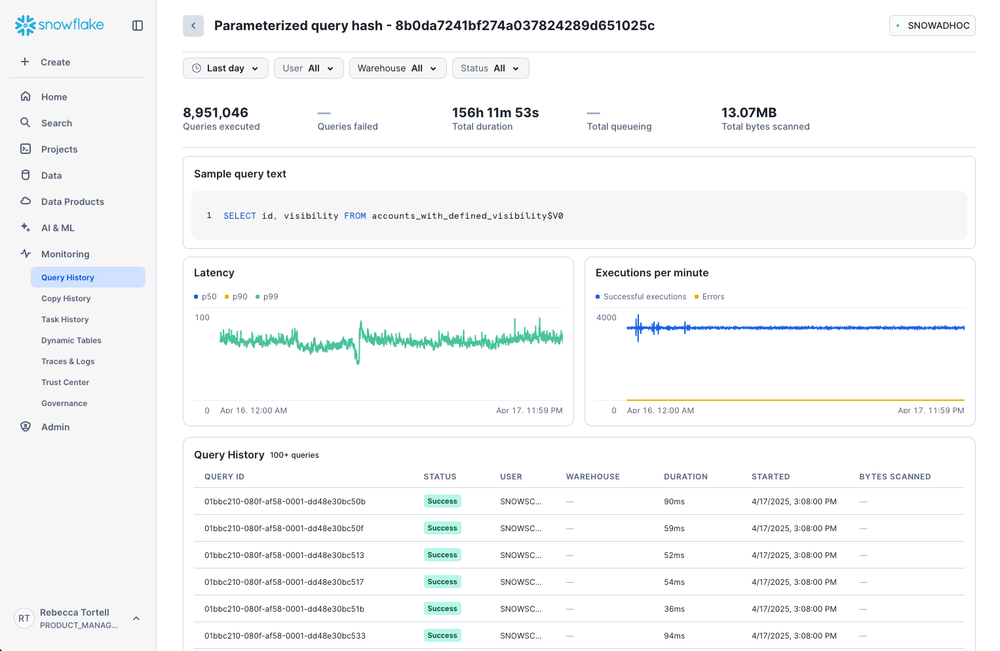 snowflake
Create
Home
Search
Projects
Data
Data Products
AI & ML
Monitoring
Query History
Copy History
Task History
Dynamic Tables
Traces & Logs
Trust Center
Governance
Admin
RT
Rebecca Tortell
PRODUCT_MANAG...
Parameterized query hash - 8b0da7241bf274a037824289d651025c
SNOWADHOC
Last day
User All
Warehouse All
Status All
8,951,046
Queries executed
—
Queries failed
156h 11m 53s
Total duration
—
Total queueing
13.07MB
Total bytes scanned
Sample query text
1 SELECT id, visibility FROM accounts_with_defined_visibility$V0
Latency
p50 p90 p99
100
0 Apr 16, 12:00 AM Apr 17, 11:59 PM
Executions per minute
Successful executions Errors
4000
0 Apr 16, 12:00 AM Apr 17, 11:59 PM
Query History 100+ queries
QUERY ID STATUS USER WAREHOUSE DURATION STARTED BYTES SCANNED
01bbc210-080f-af58-0001-dd48e30bc50b Success SNOWSC... — 90ms 4/17/2025, 3:08:00 PM —
01bbc210-080f-af58-0001-dd48e30bc50f Success SNOWSC... — 59ms 4/17/2025, 3:08:00 PM —
01bbc210-080f-af58-0001-dd48e30bc513 Success SNOWSC... — 52ms 4/17/2025, 3:08:00 PM —
01bbc210-080f-af58-0001-dd48e30bc517 Success SNOWSC... — 54ms 4/17/2025, 3:08:00 PM —
01bbc210-080f-af58-0001-dd48e30bc51b Success SNOWSC... — 36ms 4/17/2025, 3:08:00 PM —
01bbc210-080f-af58-0001-dd48e30bc533 Success SNOWSC... — 94ms 4/17/2025, 3:08:00 PM —